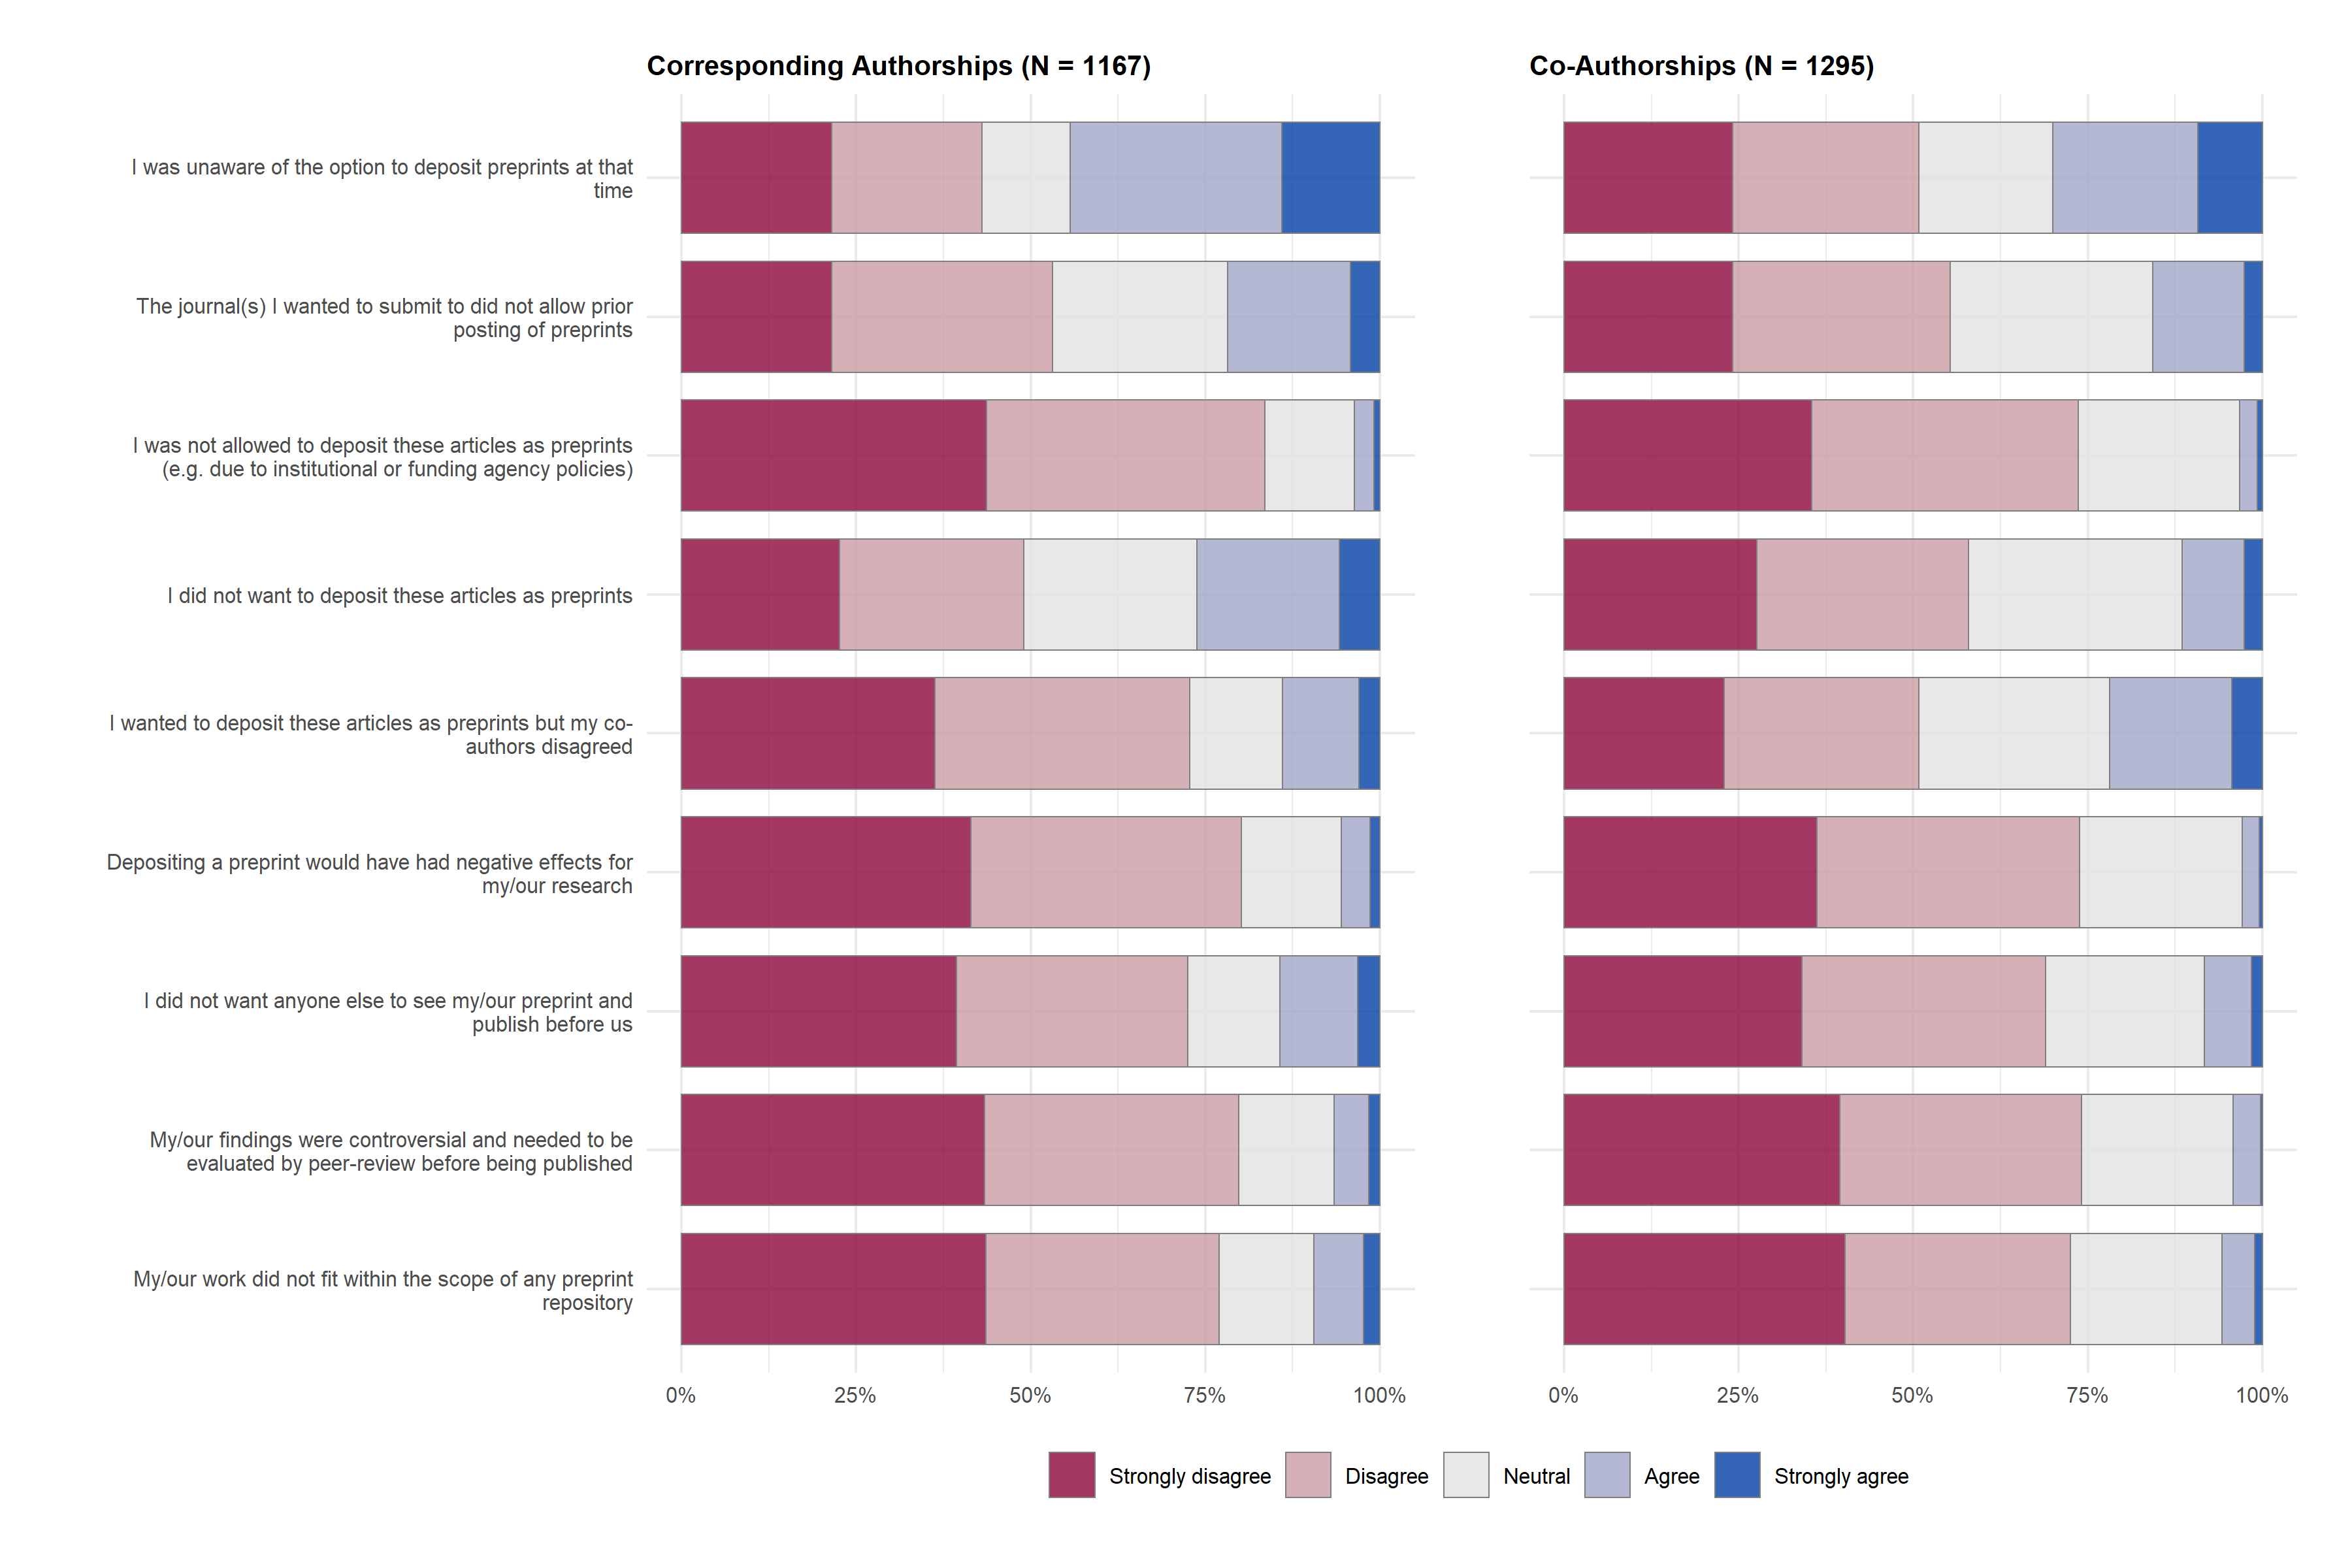 Corresponding Authorships (N = 1167)
Co-Authorships (N = 1295)
I was unaware of the option to deposit preprints at that
time
The journal(s) I wanted to submit to did not allow prior
posting of preprints
I was not allowed to deposit these articles as preprints
(e.g. due to institutional or funding agency policies)
I did not want to deposit these articles as preprints
I wanted to deposit these articles as preprints but my co-
authors disagreed
Depositing a preprint would have had negative effects for
my/our research
I did not want anyone else to see my/our preprint and
publish before us
My/our findings were controversial and needed to be
evaluated by peer-review before being published
My/our work did not fit within the scope of any preprint
repository
0% 25% 50% 75% 100%
0% 25% 50% 75% 100%
Strongly disagree Disagree Neutral Agree Strongly agree